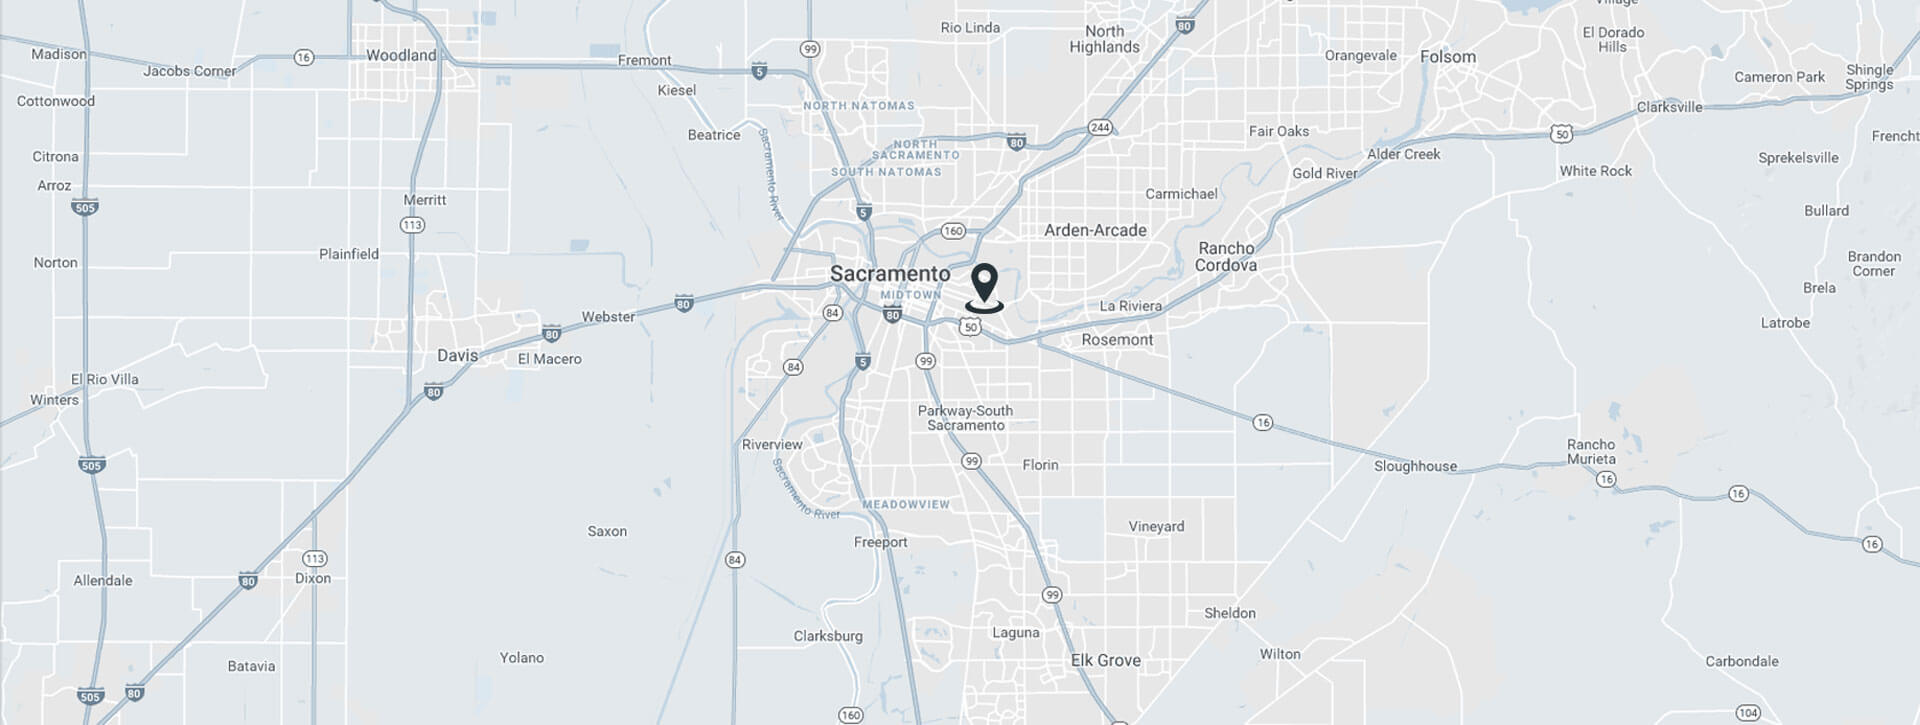 Village
Rio Linda
80
North
Highlands
El Dorado
Hills
Madison
16
Woodland
99
Orangevale
Folsom
Jacobs Corner
Fremont
5
Cameron Park
Shingle
Springs
Kiesel
Cottonwood
NORTH NATOMAS
Clarksville
Beatrice
244
Fair Oaks
50
Frencht
80
NORTH
SACRAMENTO
Citrona
Alder Creek
Sprekelsville
SOUTH NATOMAS
Gold River
White Rock
Arroz
Sacramento River
Carmichael
Merritt
505
5
Bullard
113
160
Arden-Arcade
Plainfield
Rancho
Cordova
Norton
Brandon
Corner
Sacramento
MIDTOWN
Brela
80
La Riviera
Webster
84
80
50
Latrobe
80
Davis
El Macero
Rosemont
5
99
84
El Rio Villa
80
Winters
Parkway-South
Sacramento
16
Riverview
Rancho
Murieta
505
99
Florin
Sloughhouse
16
Sacramento River
MEADOWVIEW
16
Saxon
Vineyard
Freeport
16
113
84
Allendale
80
Dixon
99
Sheldon
Clarksburg
Laguna
Batavia
Yolano
Elk Grove
Wilton
Carbondale
505
80
160
104